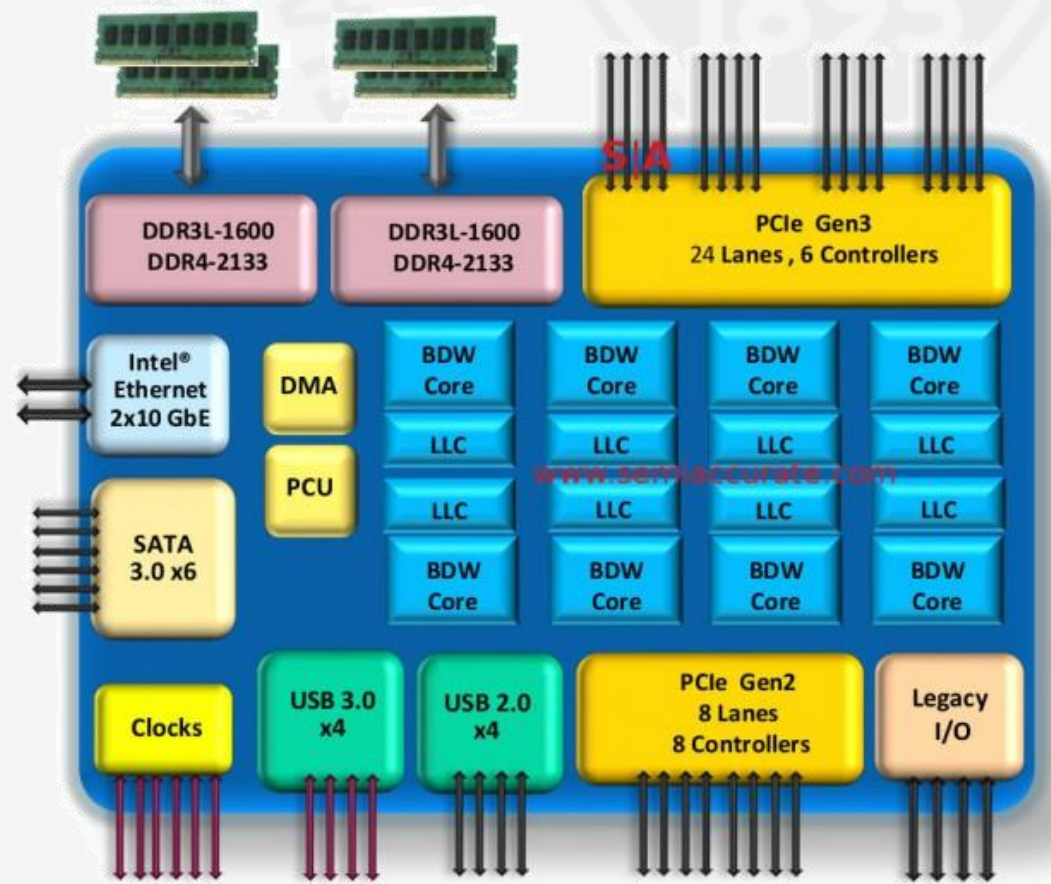 1893
S|A
DDR3L-1600
DDR4-2133
DDR3L-1600
DDR4-2133
PCIe Gen3
24 Lanes , 6 Controllers
Intel®
Ethernet
2x10 GbE
DMA
BDW
Core
BDW
Core
BDW
Core
BDW
Core
LLC
LLC
LLC
LLC
www.semiaccurate.com
PCU
LLC
LLC
LLC
LLC
SATA
3.0 x6
BDW
Core
BDW
Core
BDW
Core
BDW
Core
Clocks
USB 3.0
x4
USB 2.0
x4
PCIe Gen2
8 Lanes
8 Controllers
Legacy
I/O